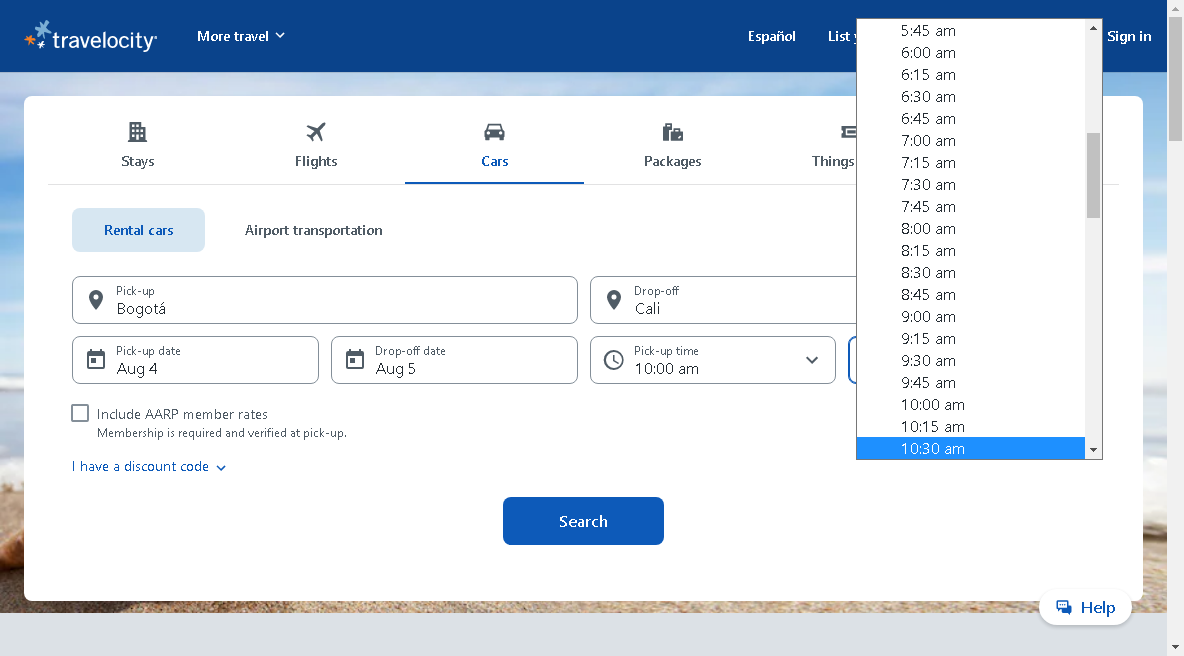 travelocity
More travel
Español
List
Sign in
5:45 am
6:00 am
6:15 am
6:30 am
6:45 am
7:00 am
7:15 am
7:30 am
7:45 am
8:00 am
8:15 am
8:30 am
8:45 am
9:00 am
9:15 am
9:30 am
9:45 am
10:00 am
10:15 am
10:30 am
Stays
Flights
Cars
Packages
Things
Rental cars
Airport transportation
Pick-up
Bogotá
Drop-off
Cali
Pick-up date
Aug 4
Drop-off date
Aug 5
Pick-up time
10:00 am
Include AARP member rates
Membership is required and verified at pick-up.
I have a discount code
Search
Help